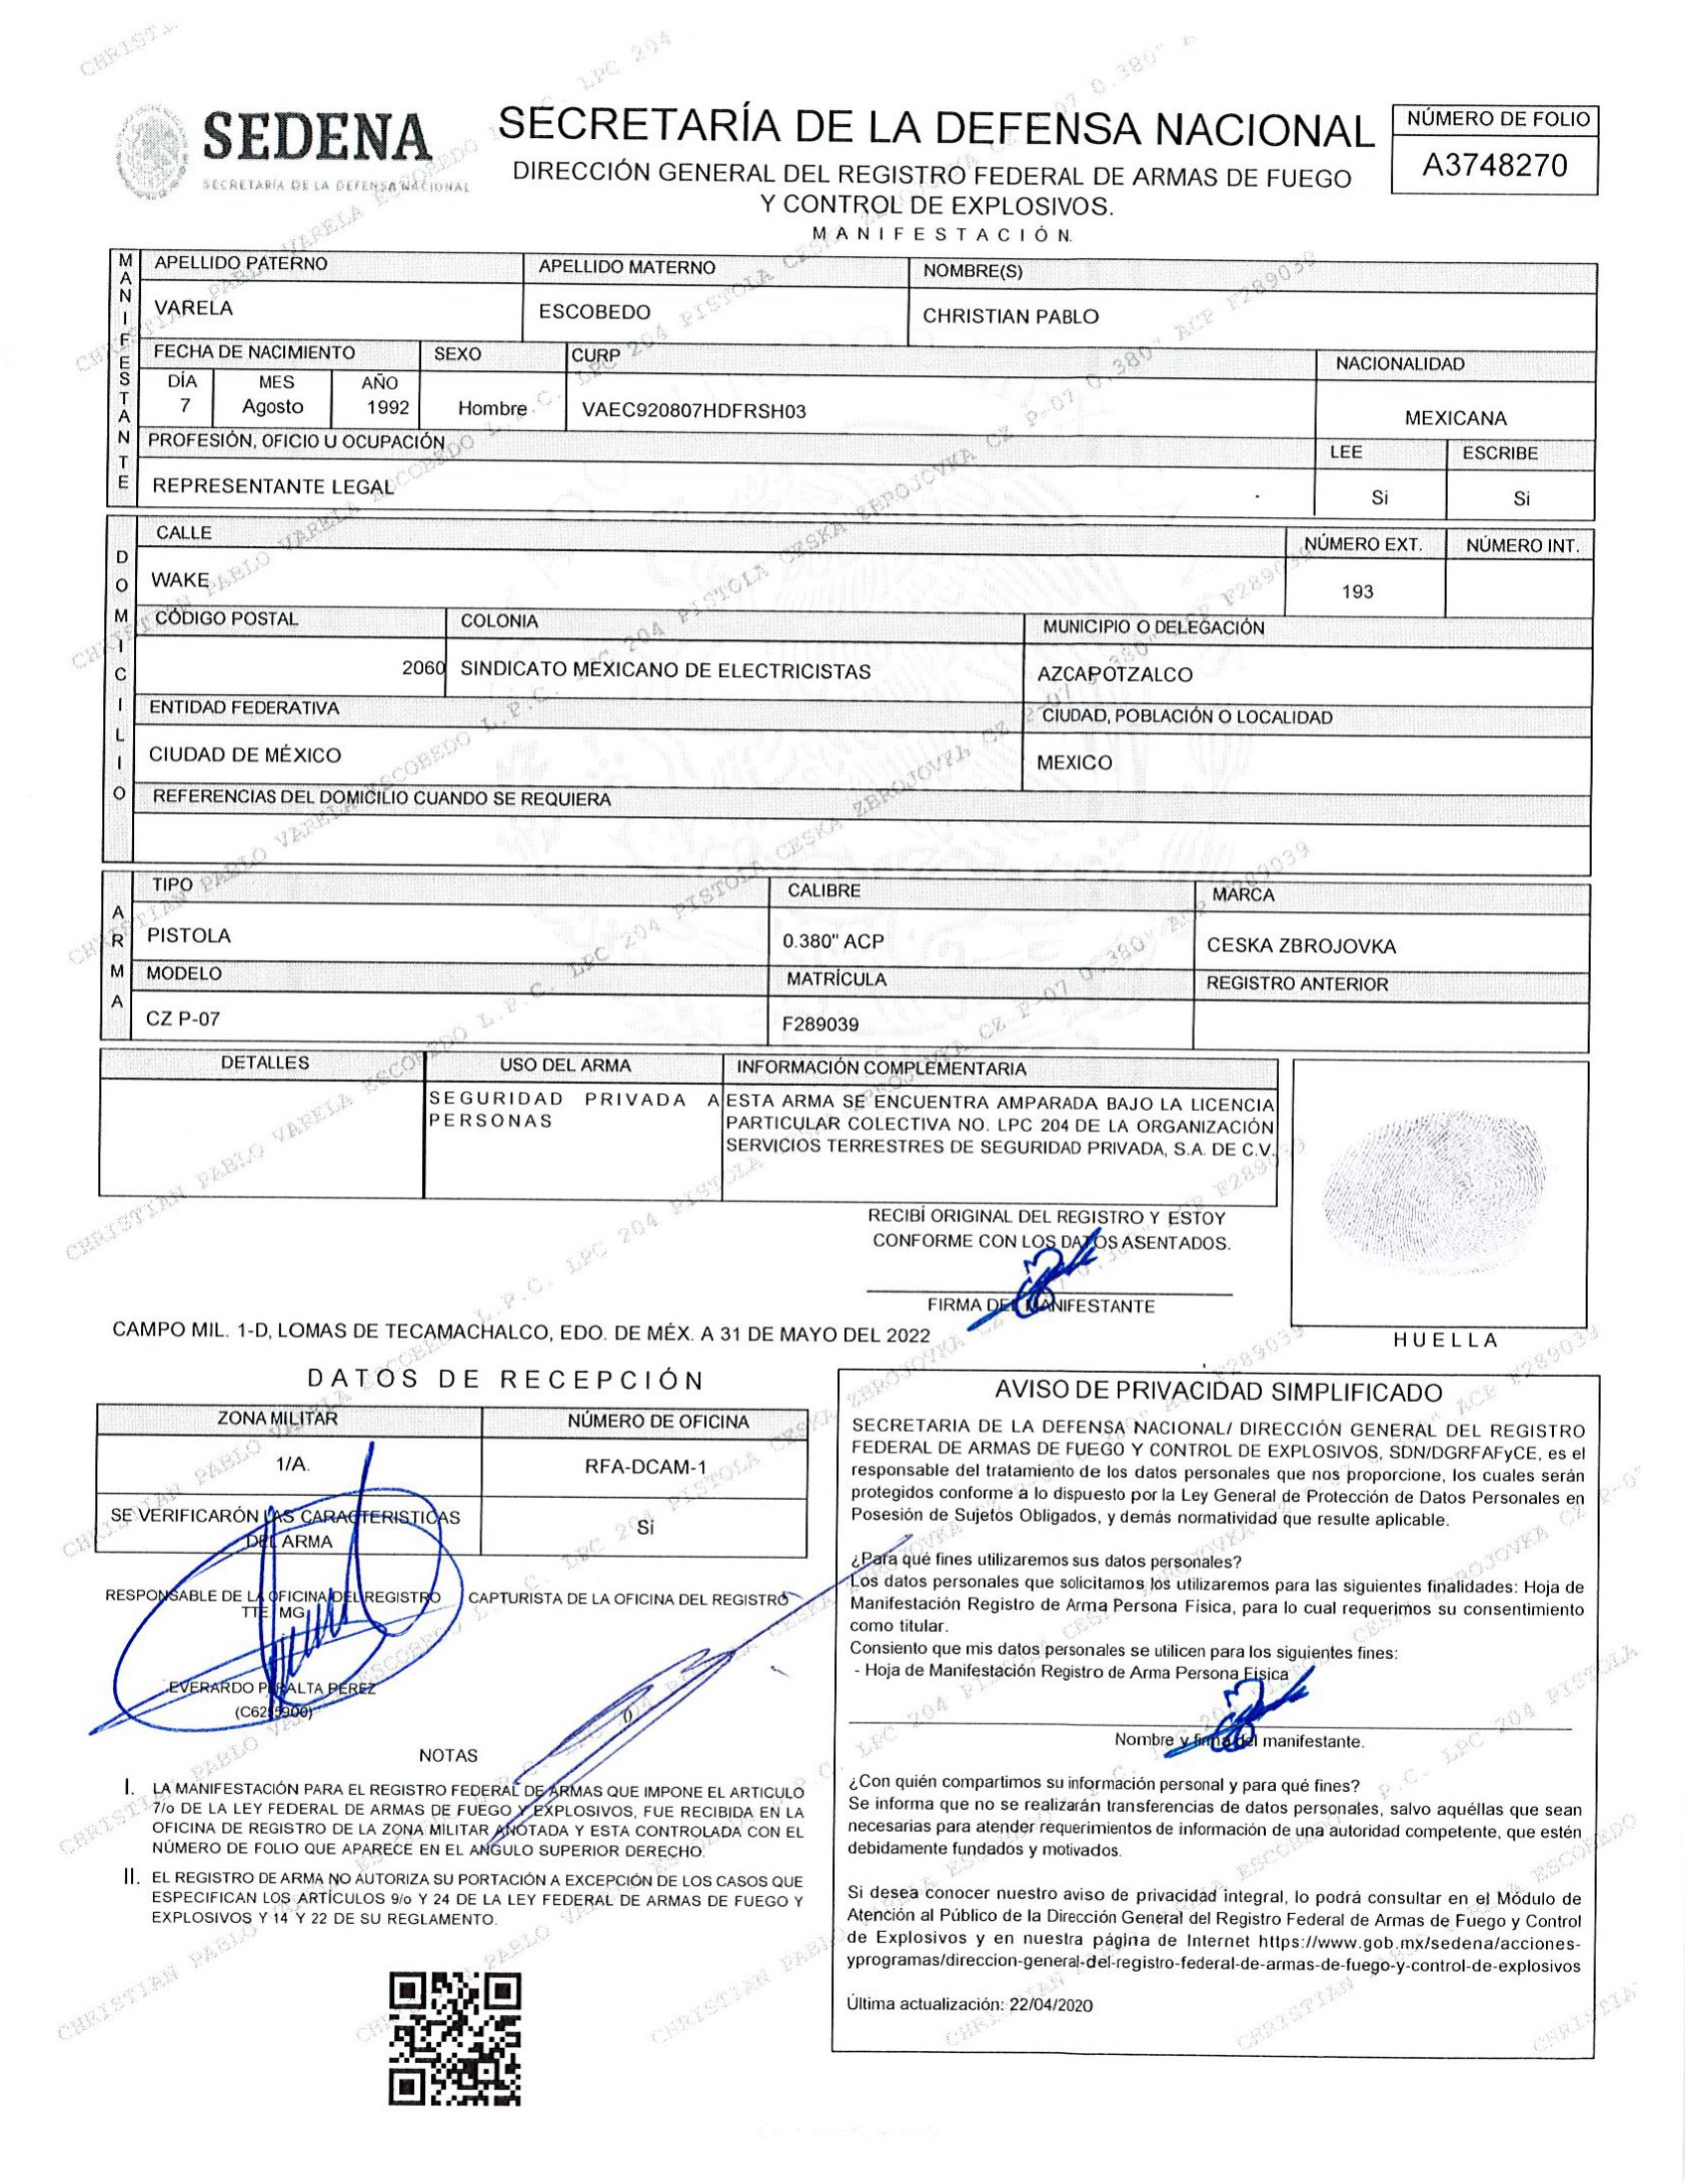 SEDENA
SECRETARÍA DE LA DEFENSA NACIONAL
SECRETARÍA DE LA DEFENSA NACIONAL
DIRECCIÓN GENERAL DEL REGISTRO FEDERAL DE ARMAS DE FUEGO
Y CONTROL DE EXPLOSIVOS.
MANIFESTACIÓN
NÚMERO DE FOLIO
A3748270
MANIFESTANTE
APELLIDO PATERNO
APELLIDO MATERNO
NOMBRE(S)
VARELA
ESCOBEDO
CHRISTIAN PABLO
FECHA DE NACIMIENTO
SEXO
CURP
NACIONALIDAD
DÍA
MES
AÑO
7
Agosto
1992
Hombre
VAEC920807HDFRSH03
MEXICANA
PROFESIÓN, OFICIO U OCUPACIÓN
LEE
ESCRIBE
REPRESENTANTE LEGAL
Si
Si
DOMICILIO
CALLE
NÚMERO EXT.
NÚMERO INT.
WAKE
193
CÓDIGO POSTAL
COLONIA
MUNICIPIO O DELEGACIÓN
2060
SINDICATO MEXICANO DE ELECTRICISTAS
AZCAPOTZALCO
ENTIDAD FEDERATIVA
CIUDAD, POBLACIÓN O LOCALIDAD
CIUDAD DE MÉXICO
MEXICO
REFERENCIAS DEL DOMICILIO CUANDO SE REQUIERA
ARMA
TIPO
CALIBRE
MARCA
PISTOLA
0.380" ACP
CESKA ZBROJOVKA
MODELO
MATRÍCULA
REGISTRO ANTERIOR
CZ P-07
F289039
DETALLES
USO DEL ARMA
INFORMACIÓN COMPLEMENTARIA
SEGURIDAD PRIVADA A
PERSONAS
ESTA ARMA SE ENCUENTRA AMPARADA BAJO LA LICENCIA
PARTICULAR COLECTIVA NO. LPC 204 DE LA ORGANIZACIÓN
SERVICIOS TERRESTRES DE SEGURIDAD PRIVADA, S.A. DE C.V.
RECIBÍ ORIGINAL DEL REGISTRO Y ESTOY
CONFORME CON LOS DATOS ASENTADOS.
FIRMA DEL MANIFESTANTE
HUELLA
CAMPO MIL. 1-D, LOMAS DE TECAMACHALCO, EDO. DE MÉX. A 31 DE MAYO DEL 2022
DATOS DE RECEPCIÓN
ZONA MILITAR
NÚMERO DE OFICINA
1/A.
RFA-DCAM-1
SE VERIFICARÓN LAS CARACTERISTICAS
DEL ARMA
Si
RESPONSABLE DE LA OFICINA DEL REGISTRO
TTE. MG.
CAPTURISTA DE LA OFICINA DEL REGISTRO
EVERARDO PERALTA PÉREZ
NOTAS
I. LA MANIFESTACIÓN PARA EL REGISTRO FEDERAL DE ARMAS QUE IMPONE EL ARTICULO
7/o DE LA LEY FEDERAL DE ARMAS DE FUEGO Y EXPLOSIVOS, FUE RECIBIDA EN LA
OFICINA DE REGISTRO DE LA ZONA MILITAR ANOTADA Y ESTA CONTROLADA CON EL
NÚMERO DE FOLIO QUE APARECE EN EL ANGULO SUPERIOR DERECHO.
II. EL REGISTRO DE ARMA NO AUTORIZA SU PORTACIÓN A EXCEPCIÓN DE LOS CASOS QUE
ESPECIFICAN LOS ARTÍCULOS 9/o Y 24 DE LA LEY FEDERAL DE ARMAS DE FUEGO Y
EXPLOSIVOS Y 14 Y 22 DE SU REGLAMENTO.
AVISO DE PRIVACIDAD SIMPLIFICADO
SECRETARIA DE LA DEFENSA NACIONAL/ DIRECCIÓN GENERAL DEL REGISTRO
FEDERAL DE ARMAS DE FUEGO Y CONTROL DE EXPLOSIVOS, SDN/DGRFAFyCE, es el
responsable del tratamiento de los datos personales que nos proporcione, los cuales serán
protegidos conforme a lo dispuesto por la Ley General de Protección de Datos Personales en
Posesión de Sujetos Obligados, y demás normatividad que resulte aplicable.
¿Para qué fines utilizaremos sus datos personales?
Los datos personales que solicitamos los utilizaremos para las siguientes finalidades: Hoja de
Manifestación Registro de Arma Persona Física, para lo cual requerimos su consentimiento
como titular.
Consiento que mis datos personales se utilicen para los siguientes fines:
- Hoja de Manifestación Registro de Arma Persona Física
Nombre y firma del manifestante.
¿Con quién compartimos su información personal y para qué fines?
Se informa que no se realizarán transferencias de datos personales, salvo aquéllas que sean
necesarias para atender requerimientos de información de una autoridad competente, que estén
debidamente fundados y motivados.
Si desea conocer nuestro aviso de privacidad integral, lo podrá consultar en el Módulo de
Atención al Público de la Dirección General del Registro Federal de Armas de Fuego y Control
de Explosivos y en nuestra página de Internet https://www.gob.mx/sedena/acciones-
yprogramas/direccion-general-del-registro-federal-de-armas-de-fuego-y-control-de-explosivos
Última actualización: 22/04/2020